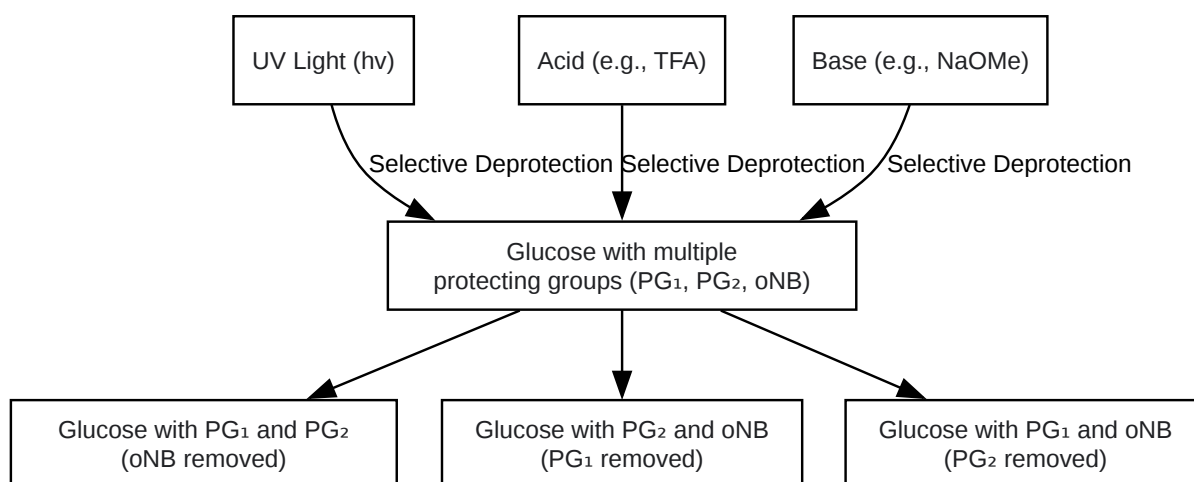 UV Light (hv)
Acid (e.g., TFA)
Base (e.g., NaOMe)
Selective Deprotection
Selective Deprotection
Selective Deprotection
Glucose with multiple
protecting groups (PG₁, PG₂, oNB)
Glucose with PG₁ and PG₂
(oNB removed)
Glucose with PG₂ and oNB
(PG₁ removed)
Glucose with PG₁ and oNB
(PG₂ removed)